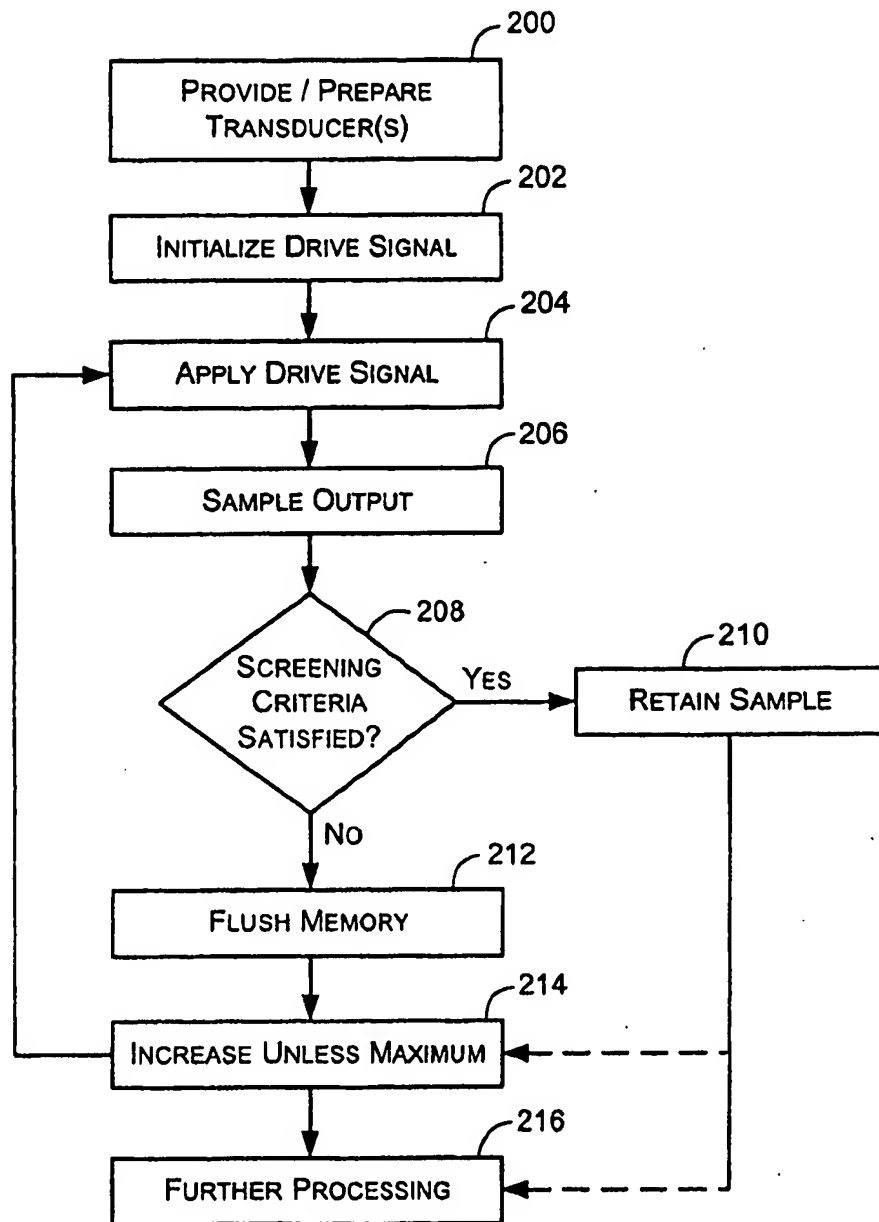 200
PROVIDE / PREPARE
TRANSDUCER(S)
202
INITIALIZE DRIVE SIGNAL
204
APPLY DRIVE SIGNAL
206
SAMPLE OUTPUT
208
SCREENING
CRITERIA
SATISFIED?
YES
210
RETAIN SAMPLE
NO
212
FLUSH MEMORY
214
INCREASE UNLESS MAXIMUM
216
FURTHER PROCESSING